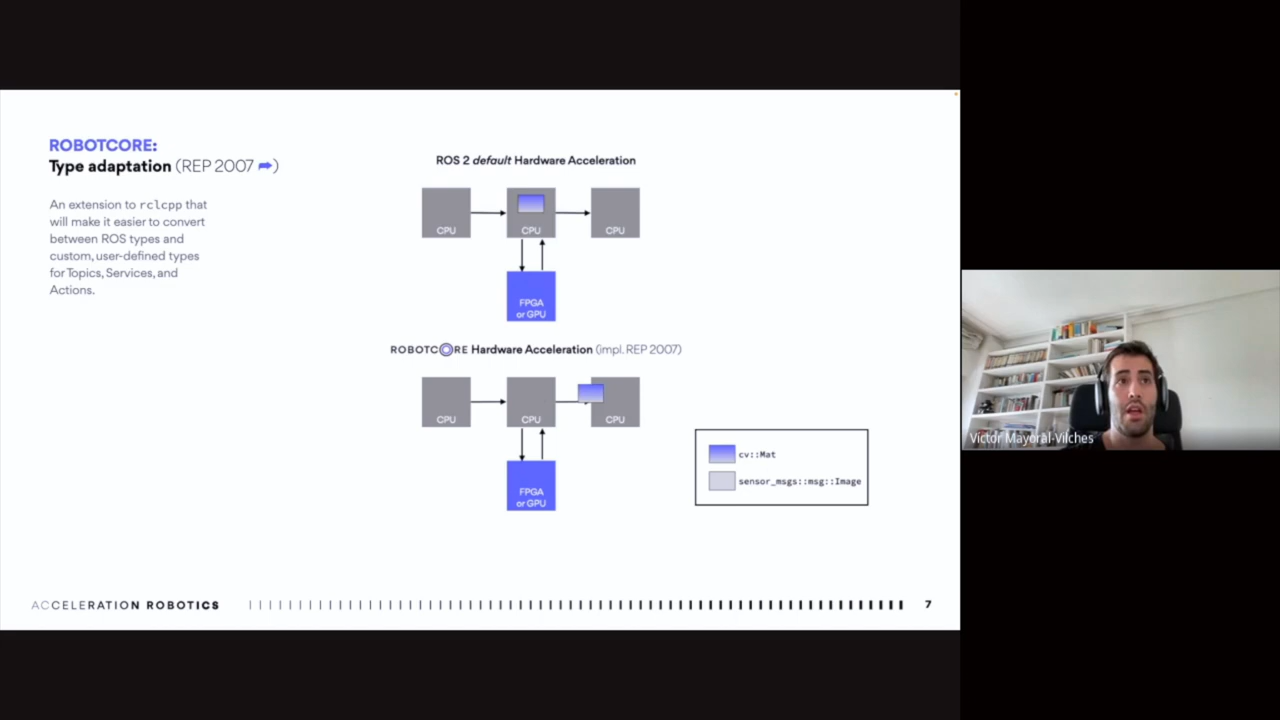 ROBOTCORE:
Type adaptation (REP 2007 ➦)
An extension to rclcpp that
will make it easier to convert
between ROS types and
custom, user-defined types
for Topics, Services, and
Actions.
ROS 2 default Hardware Acceleration
CPU
CPU
CPU
FPGA
or GPU
ROBOTCORE Hardware Acceleration (impl. REP 2007)
CPU
CPU
CPU
FPGA
or GPU
cv::Mat
sensor_msgs::msg::Image
Víctor Mayoral-Vilches
ACCELERATION ROBOTICS
7